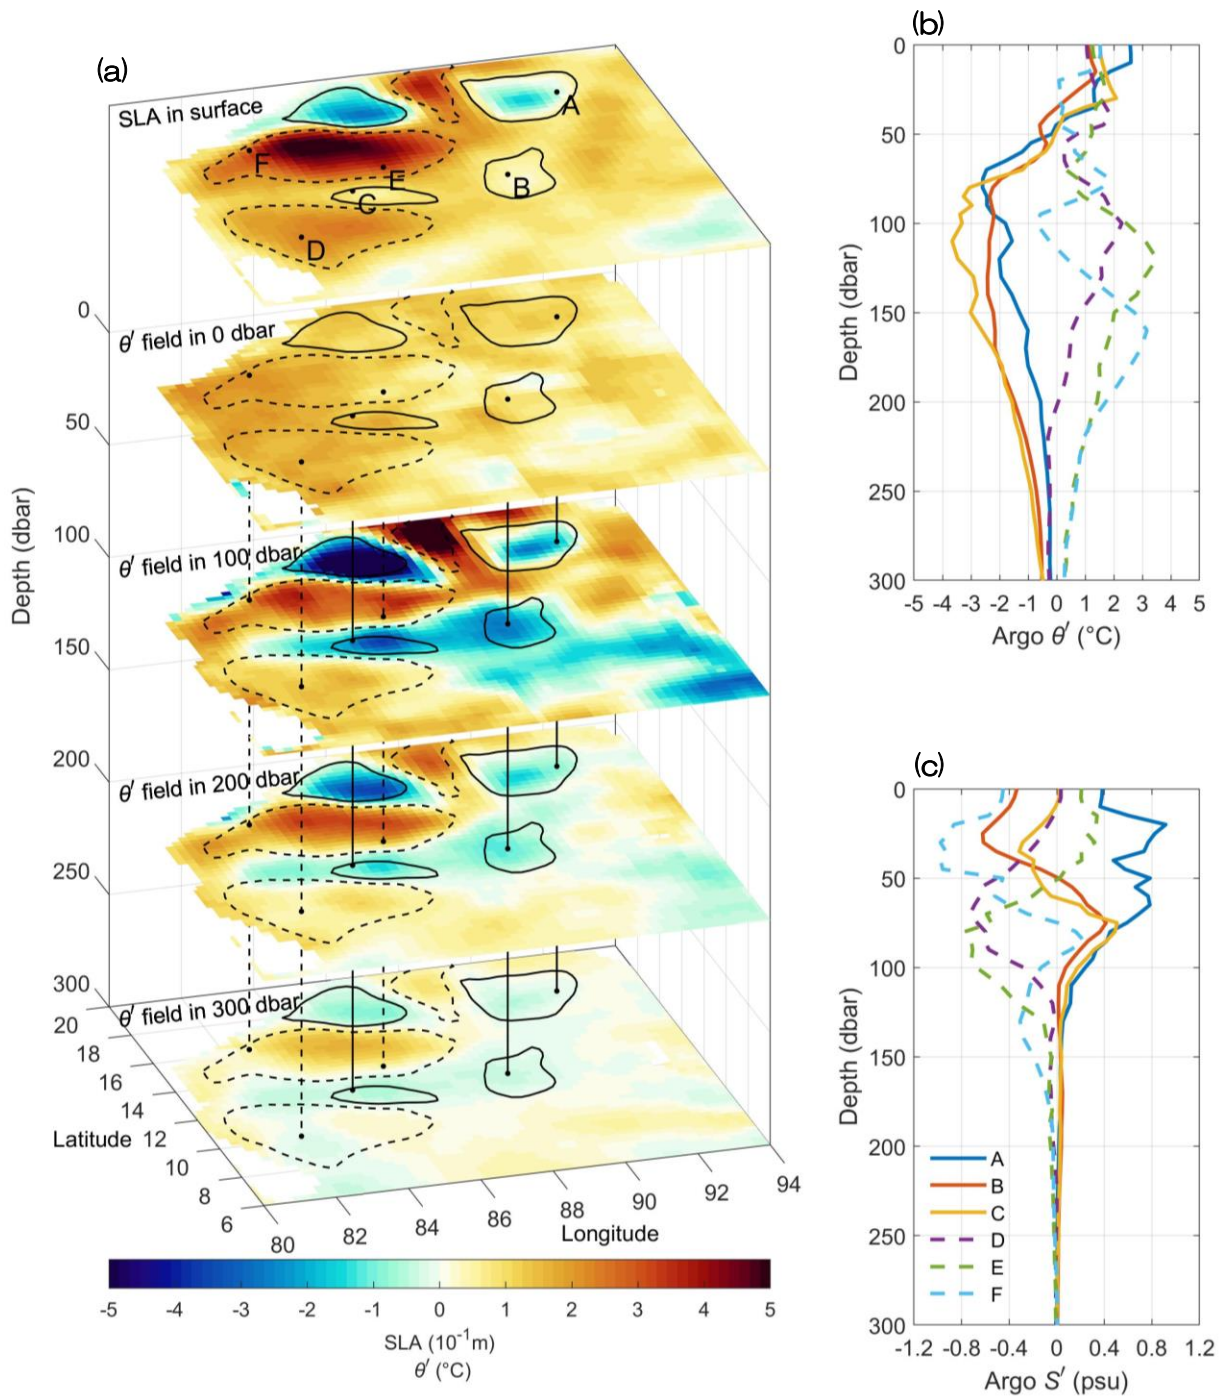 (a)
SLA in surface
A
B
C
D
E
F
θ′ field in 0 dbar
θ′ field in 100 dbar
θ′ field in 200 dbar
θ′ field in 300 dbar
Depth (dbar)
0
50
100
150
200
250
300
20
18
16
14
Latitude 12
10
8
6
80
82
84
86
88
90
92
94
Longitude
-5 -4 -3 -2 -1 0 1 2 3 4 5
SLA (10⁻¹m)
θ′ (°C)
(b)
Depth (dbar)
0
50
100
150
200
250
300
-5 -4 -3 -2 -1 0 1 2 3 4 5
Argo θ′ (°C)
(c)
Depth (dbar)
0
50
100
150
200
250
300
A
B
C
D
E
F
-1.2 -0.8 -0.4 0 0.4 0.8 1.2
Argo S′ (psu)